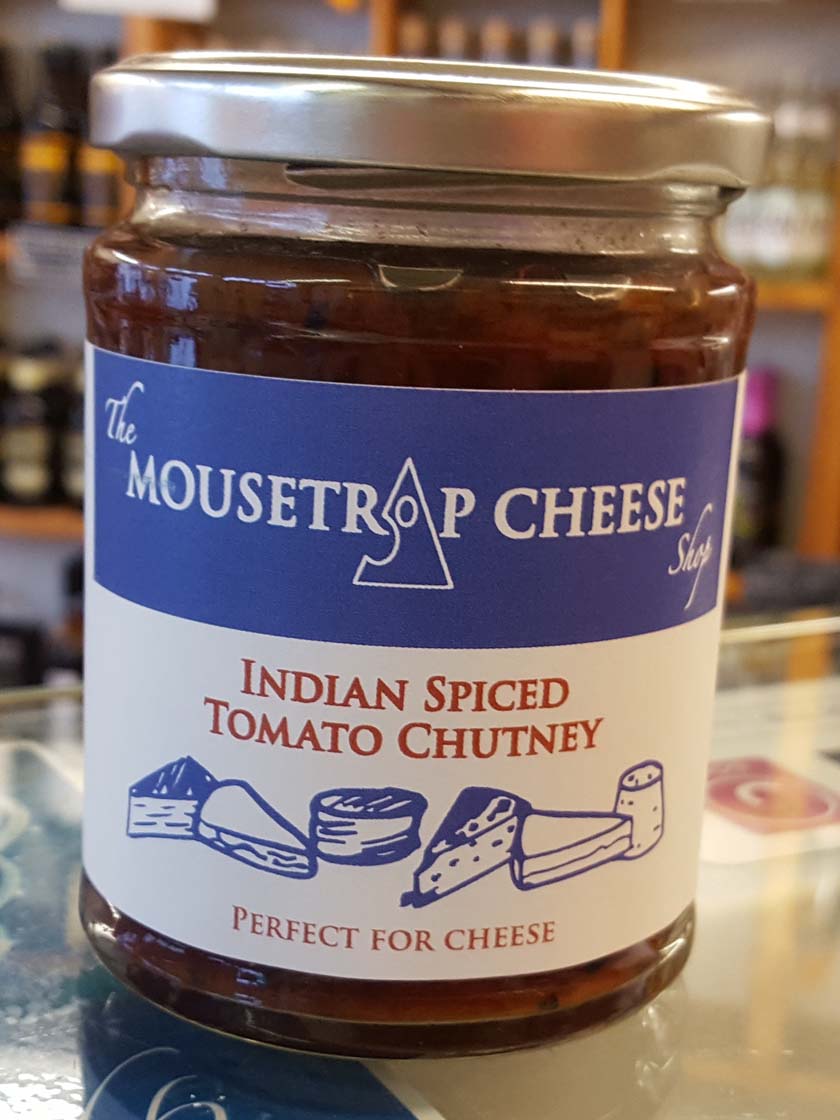 The
MOUSETRAP CHEESE
Shop
INDIAN SPICED
TOMATO CHUTNEY
PERFECT FOR CHEESE